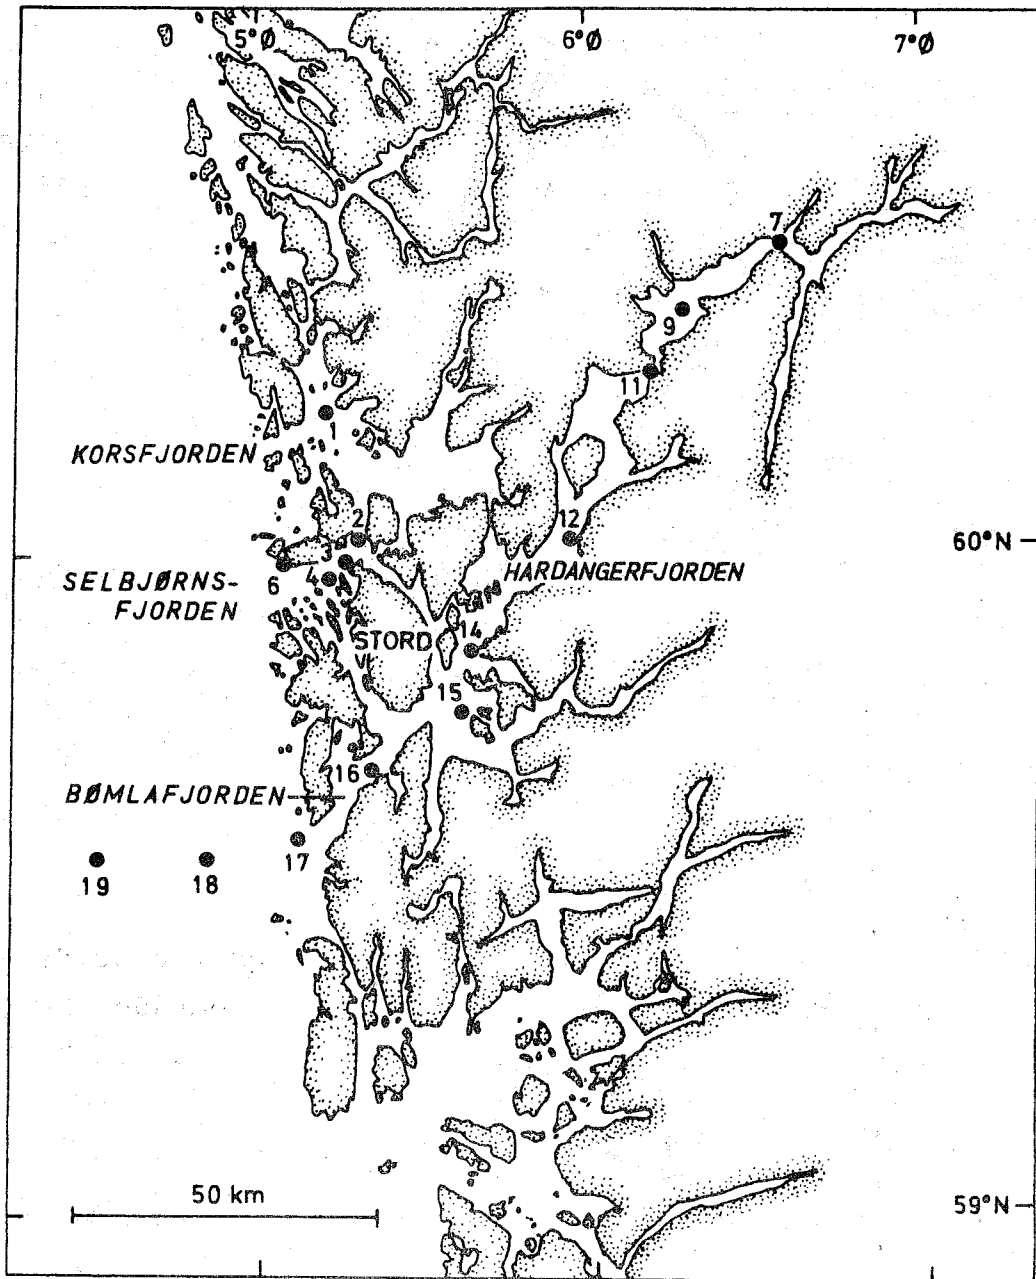 5°Ø
6°Ø
7°Ø
7
9
11
1
KORSFJORDEN
2
12
60°N
3
6
4
HARDANGERFJORDEN
SELBJØRNS-
FJORDEN
STORD
14
15
16
BØMLAFJORDEN
17
19
18
50 km
59°N